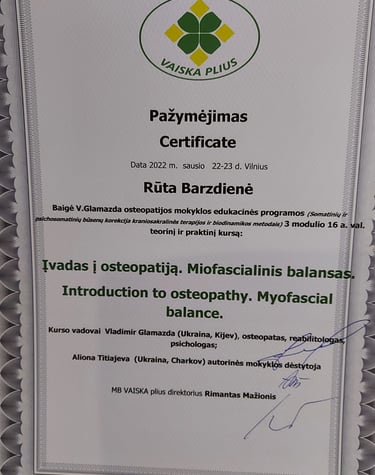 VAISKA PLIUS
Pažymėjimas
Certificate
Data 2022 m. sausio 22-23 d. Vilnius
Rūta Barzdienė
Baigė V.Glamazda osteopatijos mokyklos edukacinės programos (Somatinių ir
psichosomatinių būsenų korekcija kraniosakralinės terapijos ir biodinamikos metodais) 3 modulio 16 a. val.
teorinį ir praktinį kursą:
Įvadas į osteopatiją. Miofascialinis balansas.
Introduction to osteopathy. Myofascial
balance.
Kurso vadovai Vladimir Glamazda (Ukraina, Kijev), osteopatas, reabilitologas,
psichologas;
Aliona Titiajeva (Ukraina, Charkov) autorinės mokyklos dėstytoja
MB VAISKA plius direktorius Rimantas Mažionis